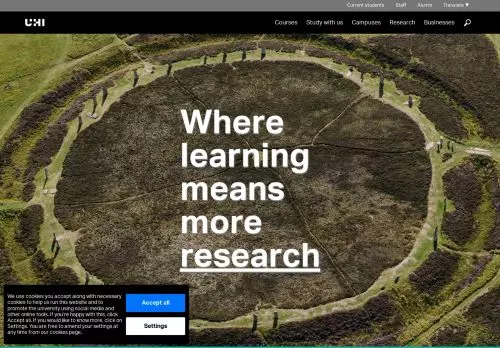 Current students Staff Alumni Translate ▼
UHI Courses Study with us Campuses Research Businesses
Where
learning
means
more
research
We use cookies you accept along with necessary
cookies to help us run this website and to
promote the university using social media and
other online tools. If you're happy with this, click
Accept all. If you would like to know more, click on
Settings. You are free to amend your settings at
any time from our cookies page.
Accept all
Settings